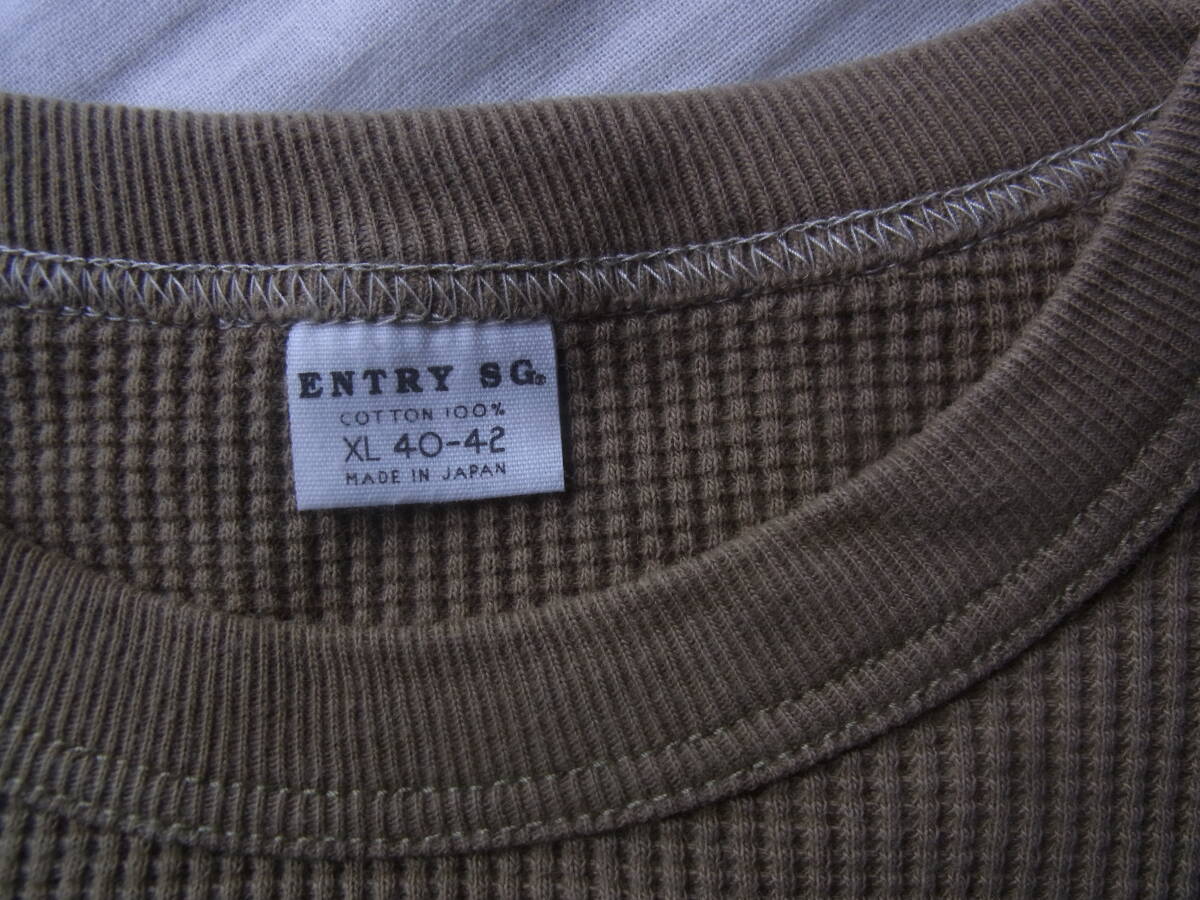 ENTRY SG®
COTTON 100%
XL 40-42
MADE IN JAPAN